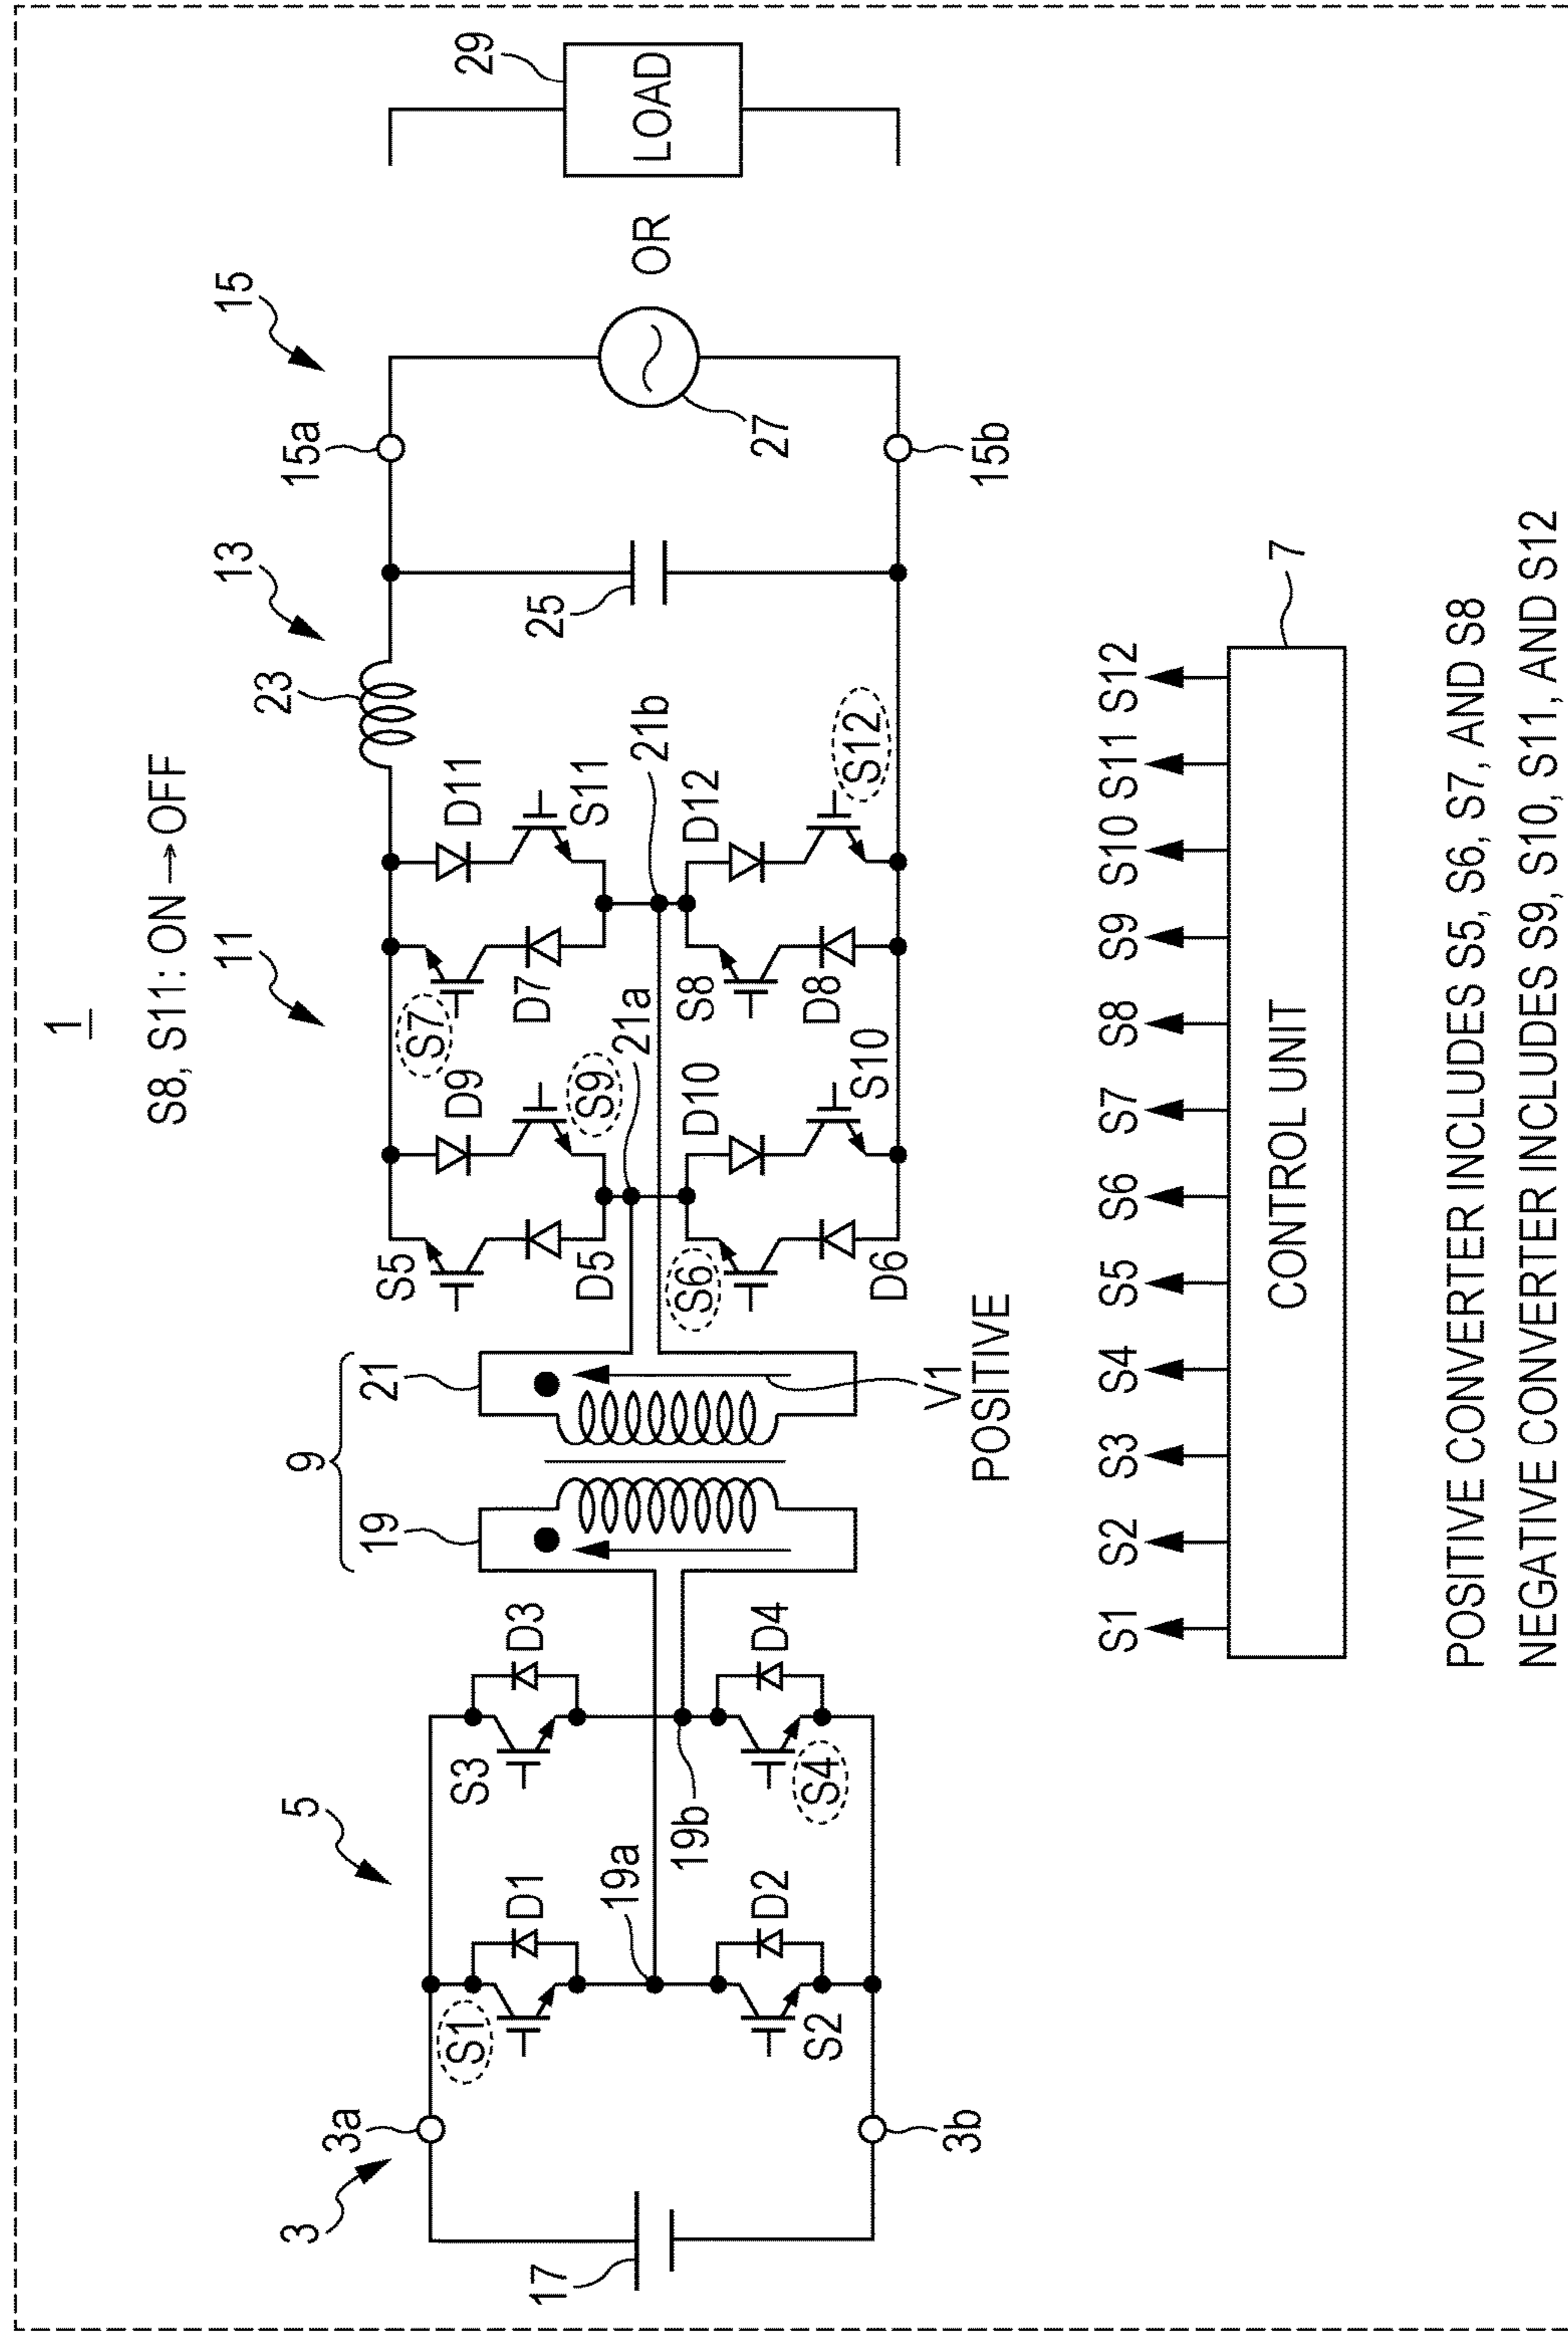 1
S8, S11: ON → OFF
3
5
9
11
13
15
3a
19
21
23
15a
S1
D1
S3
D3
S5
D9
S7
D11
29
17
19a
D5
S9
21a
D7
S11
21b
25
OR
LOAD
19b
S6
D10
S8
D12
27
S2
D2
S4
D4
D6
S10
D8
S12
3b
V1
POSITIVE
15b
S1 S2 S3 S4 S5 S6 S7 S8 S9 S10 S11 S12
CONTROL UNIT
7
POSITIVE CONVERTER INCLUDES S5, S6, S7, AND S8
NEGATIVE CONVERTER INCLUDES S9, S10, S11, AND S12